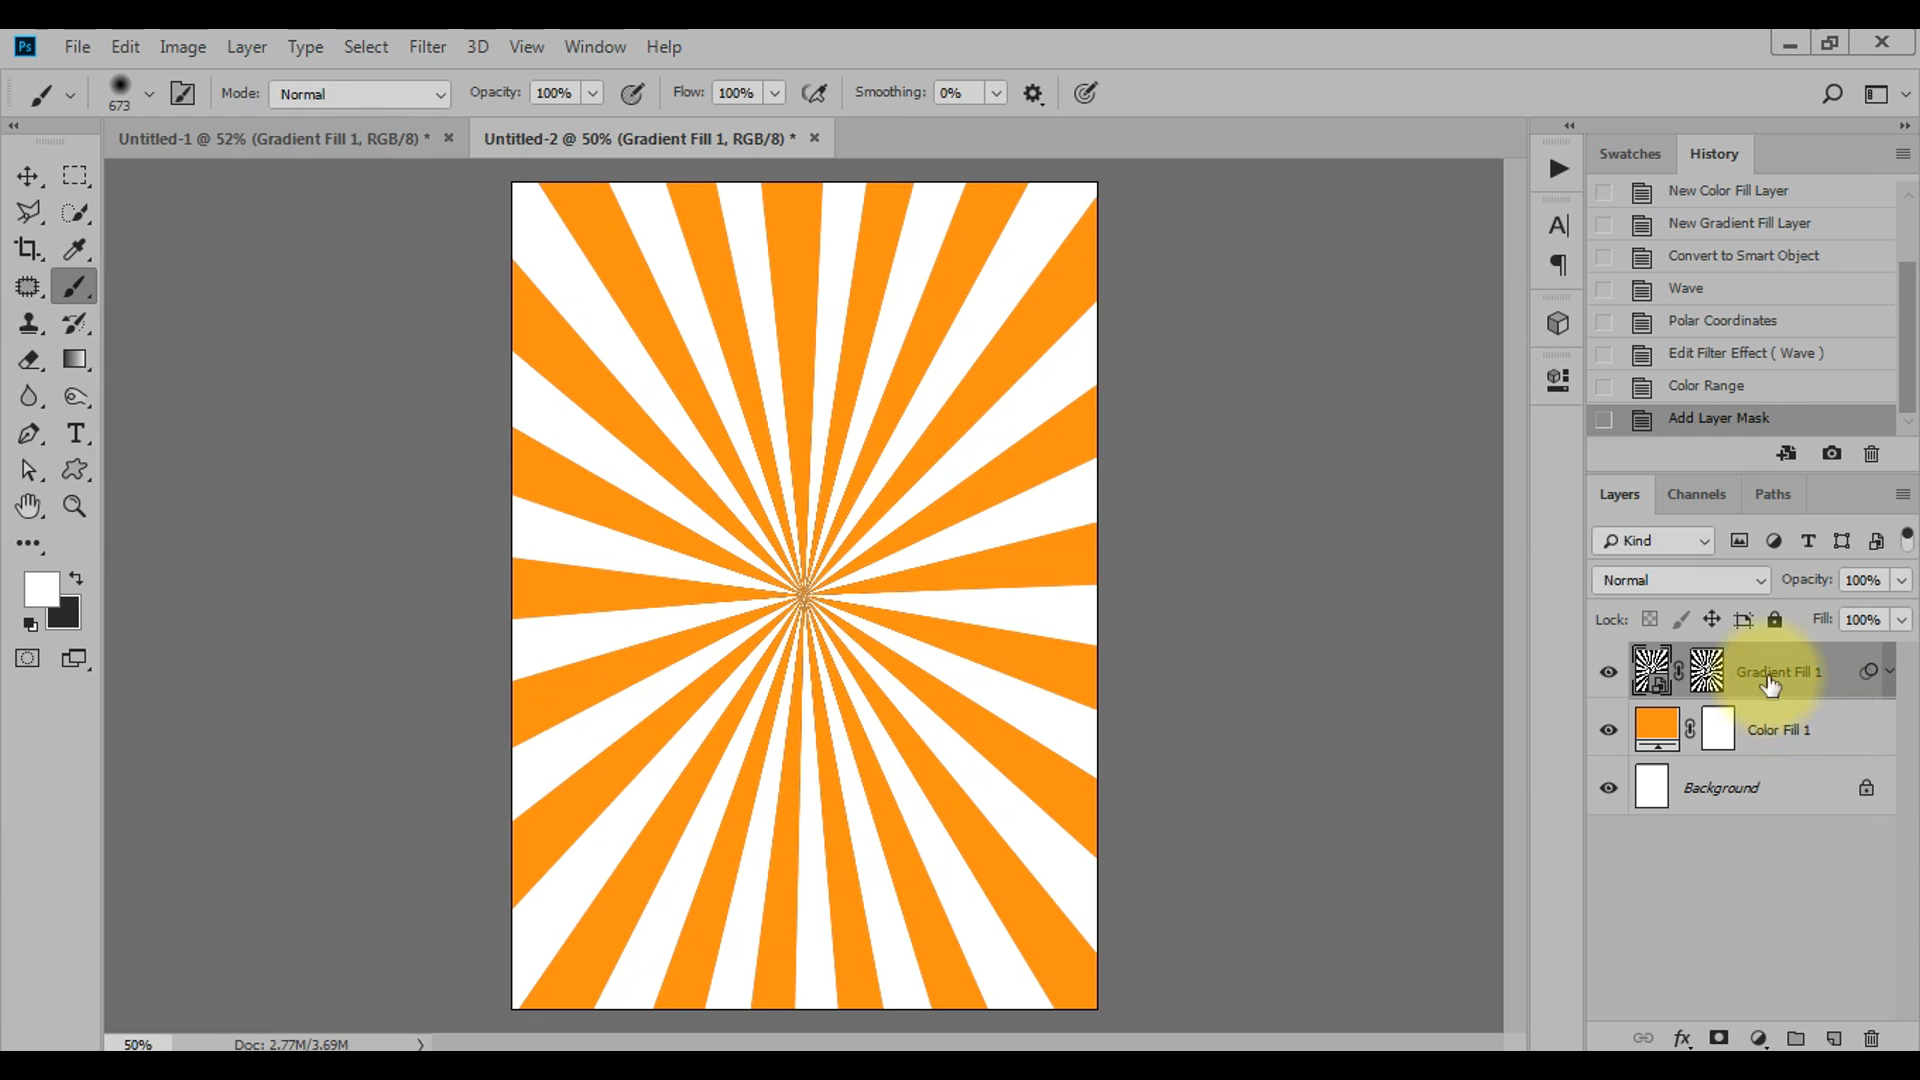 Ps File Edit Image Layer Type Select Filter 3D View Window Help
673 Mode: Normal Opacity: 100% Flow: 100% Smoothing: 0%
Untitled-1 @ 52% (Gradient Fill 1, RGB/8) * Untitled-2 @ 50% (Gradient Fill 1, RGB/8) *
Swatches History
New Color Fill Layer
New Gradient Fill Layer
Convert to Smart Object
Wave
Polar Coordinates
Edit Filter Effect ( Wave )
Color Range
Add Layer Mask
Layers Channels Paths
Kind
Normal Opacity: 100%
Lock: Fill: 100%
Gradient Fill 1
Color Fill 1
Background
50% Doc: 2.77M/3.69M